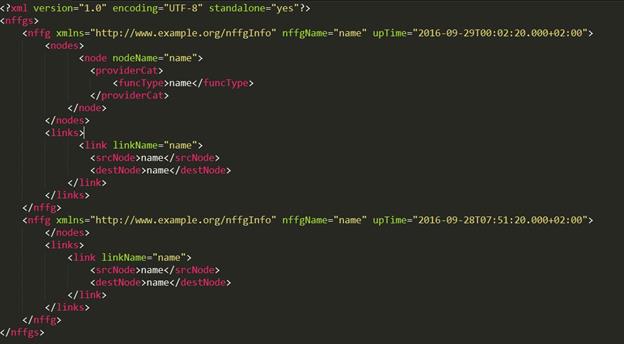 <?xml version="1.0" encoding="UTF-8" standalone="yes"?>
<nffgs>
<nffg xmlns="http://www.example.org/nffgInfo" nffgName="name" upTime="2016-09-29T00:02:20.000+02:00">
<nodes>
<node nodeName="name">
<providerCat>
<funcType>name</funcType>
</providerCat>
</node>
</nodes>
<links>
<link linkName="name">
<srcNode>name</srcNode>
<destNode>name</destNode>
</link>
</links>
</nffg>
<nffg xmlns="http://www.example.org/nffgInfo" nffgName="name" upTime="2016-09-28T07:51:20.000+02:00">
</nodes>
<links>
<link linkName="name">
<srcNode>name</srcNode>
<destNode>name</destNode>
</link>
</links>
</nffg>
</nffgs>